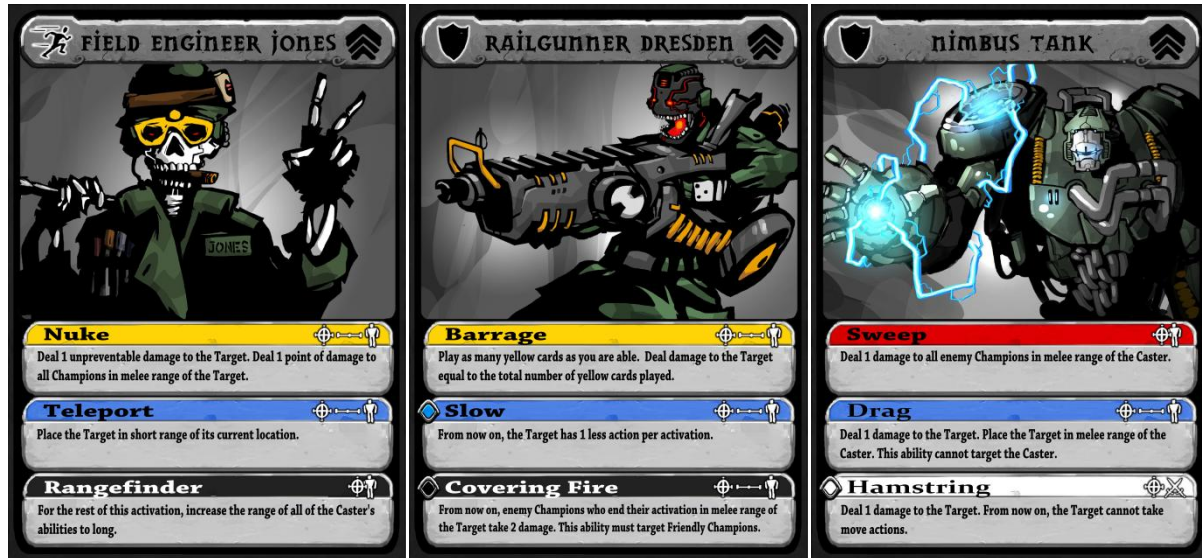 FIELD ENGINEER JONES
JONES
Nuke
Deal 1 unpreventable damage to the Target. Deal 1 point of damage to
all Champions in melee range of the Target.
Teleport
Place the Target in short range of its current location.
Rangefinder
For the rest of this activation, increase the range of all of the Caster's
abilities to long.
RAILGUNNER DRESDEN
Barrage
Play as many yellow cards as you are able. Deal damage to the Target
equal to the total number of yellow cards played.
Slow
From now on, the Target has 1 less action per activation.
Covering Fire
From now on, enemy Champions who end their activation in melee range of
the Target take 2 damage. This ability must target Friendly Champions.
NIMBUS TANK
Sweep
Deal 1 damage to all enemy Champions in melee range of the Caster.
Drag
Deal 1 damage to the Target. Place the Target in melee range of the
Caster. This ability cannot target the Caster.
Hamstring
Deal 1 damage to the Target. From now on, the Target cannot take
move actions.